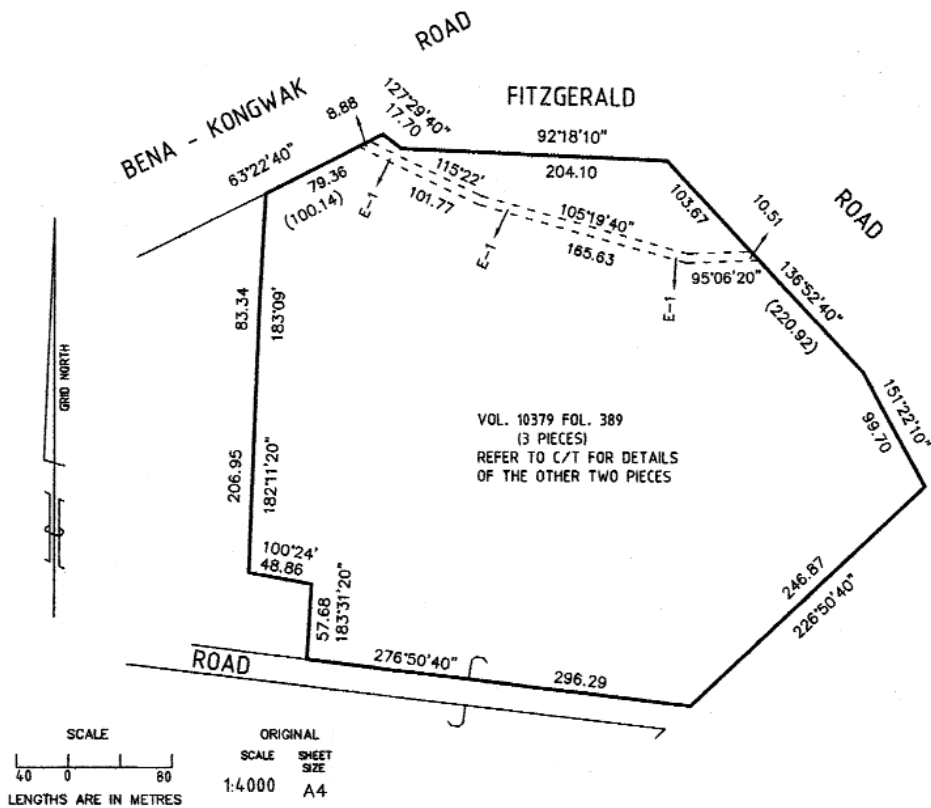 ROAD
BENA - KONGWAK
FITZGERALD
ROAD
127°29'40"
17.70
8.88
92°18'10"
204.10
63°22'40"
79.36
(100.14)
115°22'
101.77
E-1
105°19'40"
165.63
E-1
103.67
10.51
95°06'20"
E-1
136°52'40"
(220.92)
151°22'10"
99.70
83.34
183°09'
GRID NORTH
VOL. 10379 FOL. 389
(3 PIECES)
REFER TO C/T FOR DETAILS
OF THE OTHER TWO PIECES
206.95
182°11'20"
100°24'
48.86
57.68
183°31'20"
246.87
226°50'40"
ROAD
276°50'40"
296.29
SCALE
40 0 80
LENGTHS ARE IN METRES
ORIGINAL
SCALE SHEET SIZE
1:4000 A4